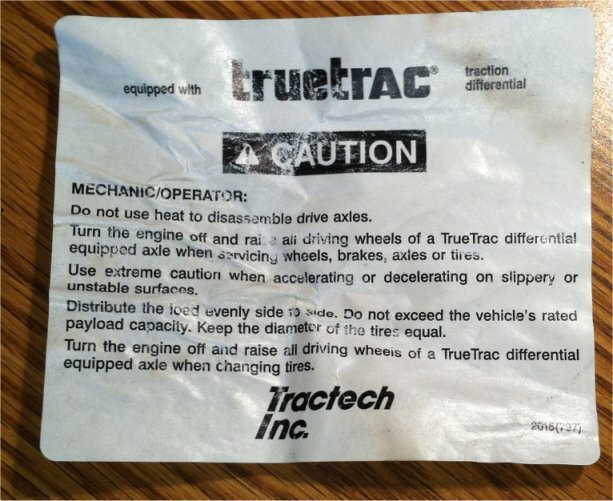 equipped with truetrac® traction differential
⚠ CAUTION
MECHANIC/OPERATOR:
Do not use heat to disassemble drive axles.
Turn the engine off and raise all driving wheels of a TrueTrac differential
equipped axle when servicing wheels, brakes, axles or tires.
Use extreme caution when accelerating or decelerating on slippery or
unstable surfaces.
Distribute the load evenly side to side. Do not exceed the vehicle's rated
payload capacity. Keep the diameter of the tires equal.
Turn the engine off and raise all driving wheels of a TrueTrac differential
equipped axle when changing tires.
Tractech
Inc.